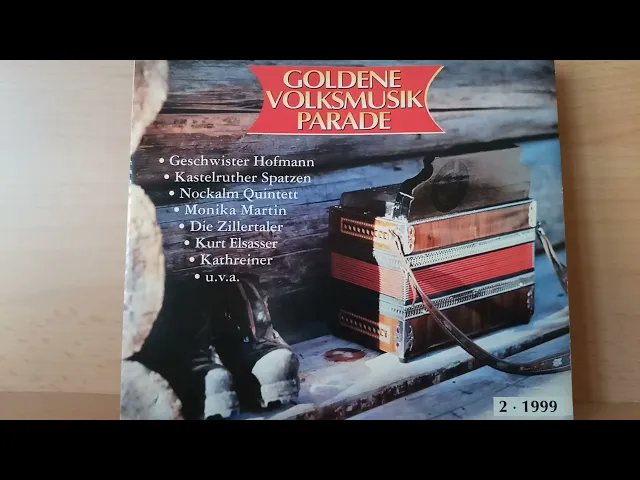 GOLDENE
VOLKSMUSIK
PARADE
• Geschwister Hofmann
• Kastelruther Spatzen
• Nockalm Quintett
• Monika Martin
• Die Zillertaler
• Kurt Elsasser
• Kathreiner
• u.v.a.
2 · 1999